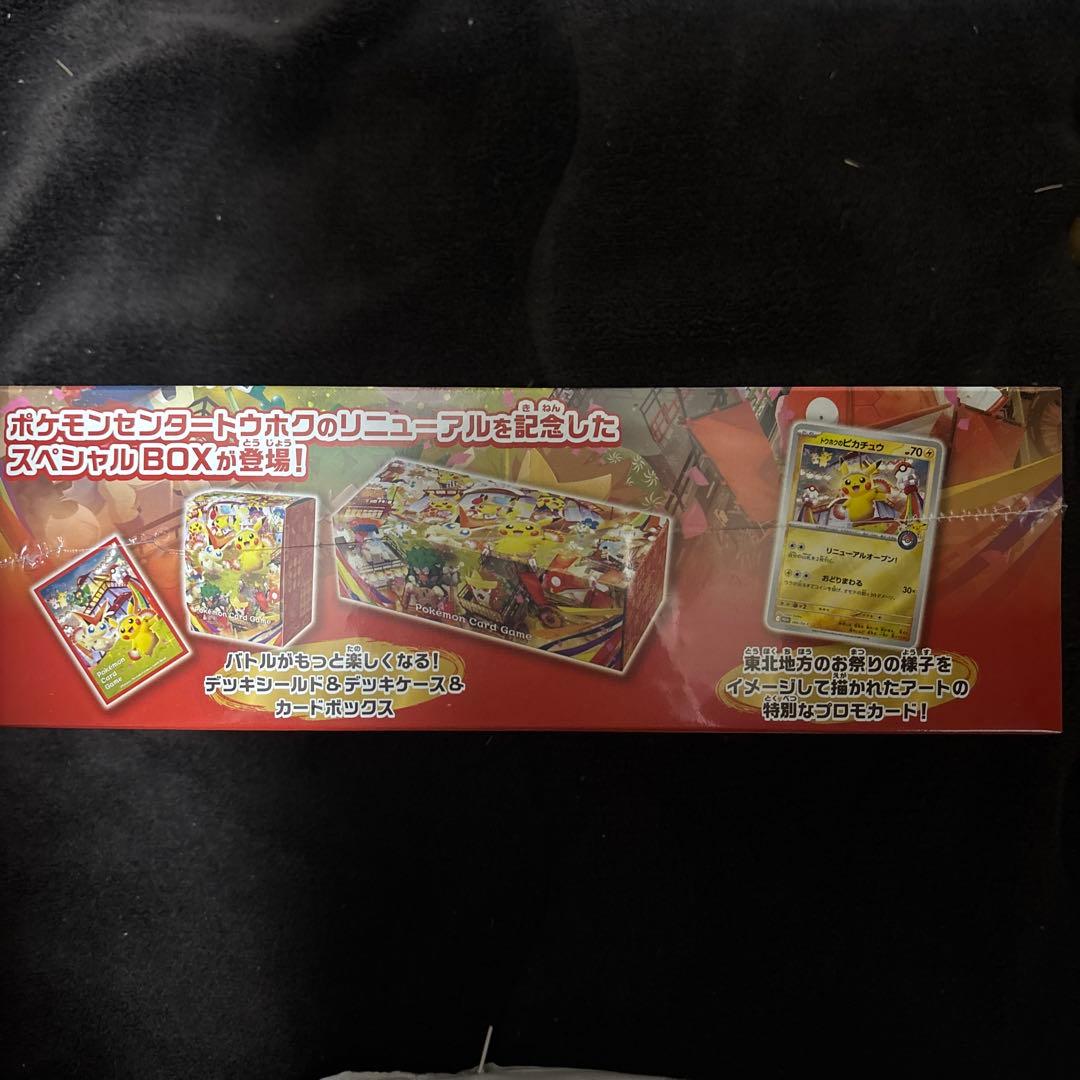 ポケモンセンタートウホクのリニューアルを記念した
スペシャルBOXが登場!
Pokémon
Card
Game
Pokémon Card Game
Pokémon Card Game
バトルがもっと楽しくなる!
デッキシールド&デッキケース&
カードボックス
トウホクのピカチュウ
HP70
リニューアルオープン!
おどりまわる
30×
東北地方のお祭りの様子を
イメージして描かれたアートの
特別なプロモカード!